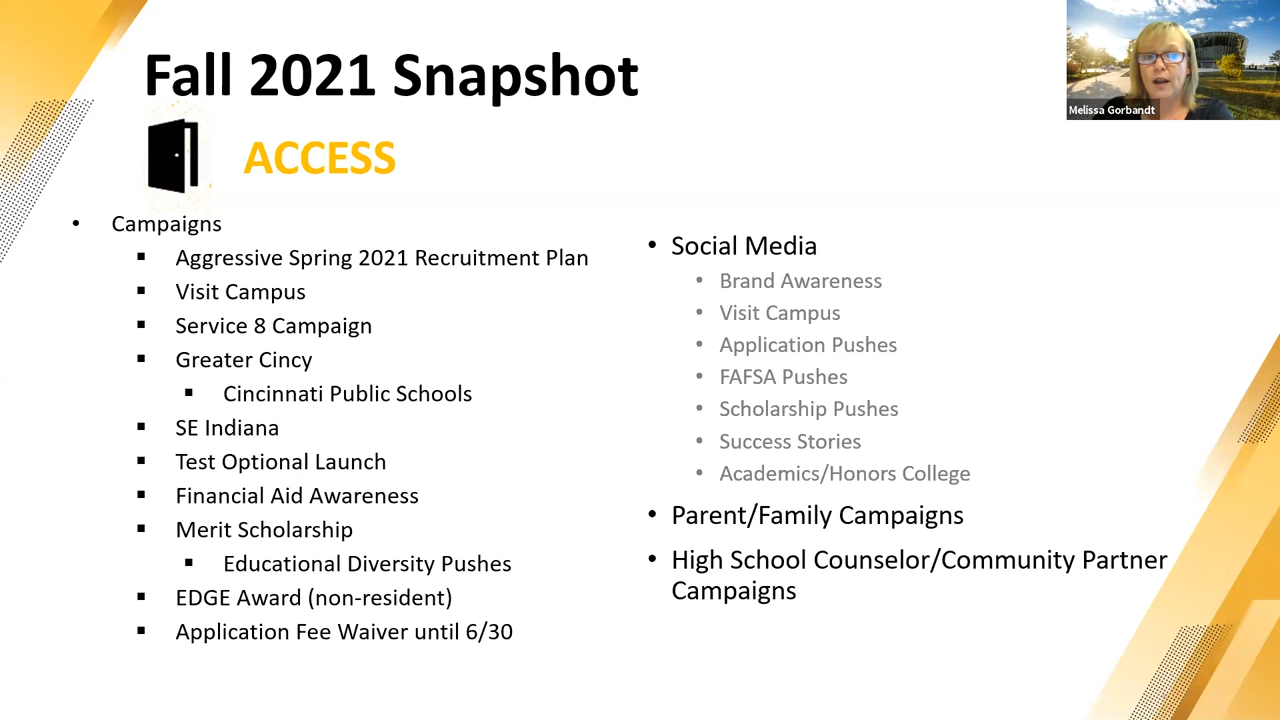 Fall 2021 Snapshot
ACCESS
Melissa Gorbandt
• Campaigns
▪ Aggressive Spring 2021 Recruitment Plan
▪ Visit Campus
▪ Service 8 Campaign
▪ Greater Cincy
▪ Cincinnati Public Schools
▪ SE Indiana
▪ Test Optional Launch
▪ Financial Aid Awareness
▪ Merit Scholarship
▪ Educational Diversity Pushes
▪ EDGE Award (non-resident)
▪ Application Fee Waiver until 6/30
• Social Media
• Brand Awareness
• Visit Campus
• Application Pushes
• FAFSA Pushes
• Scholarship Pushes
• Success Stories
• Academics/Honors College
• Parent/Family Campaigns
• High School Counselor/Community Partner
Campaigns